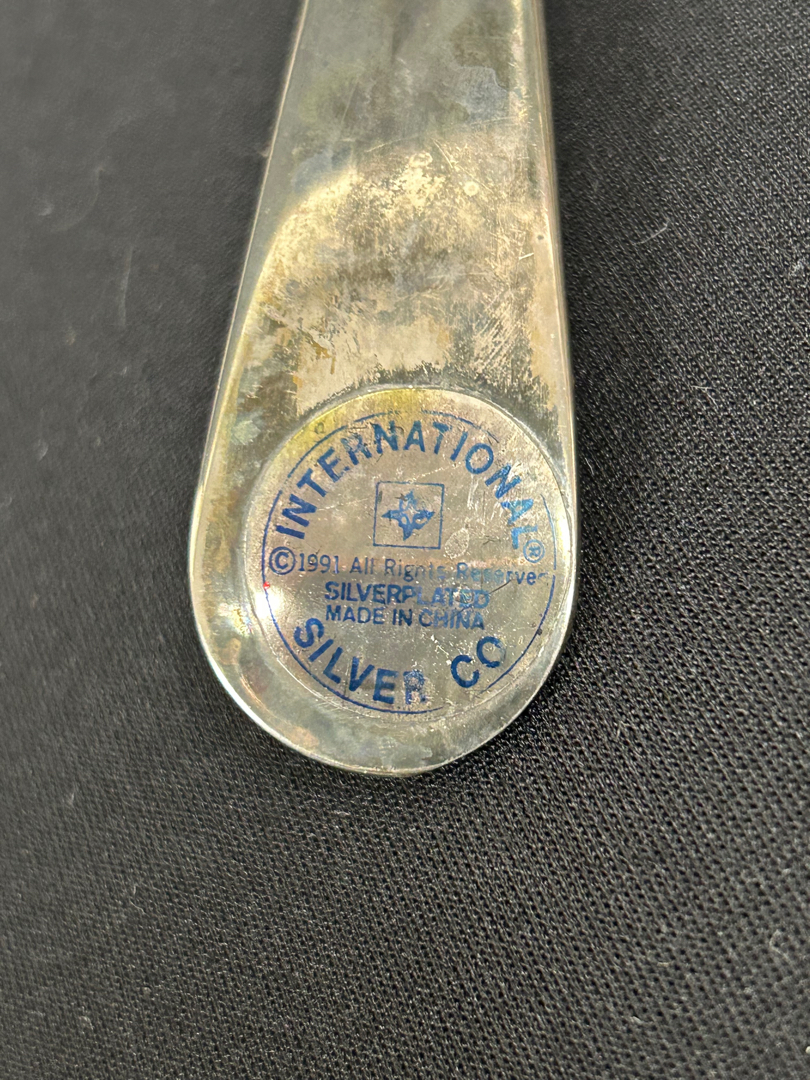 INTERNATIONAL®
©1991 All Rights Reserved
SILVERPLATED
MADE IN CHINA
SILVER CO